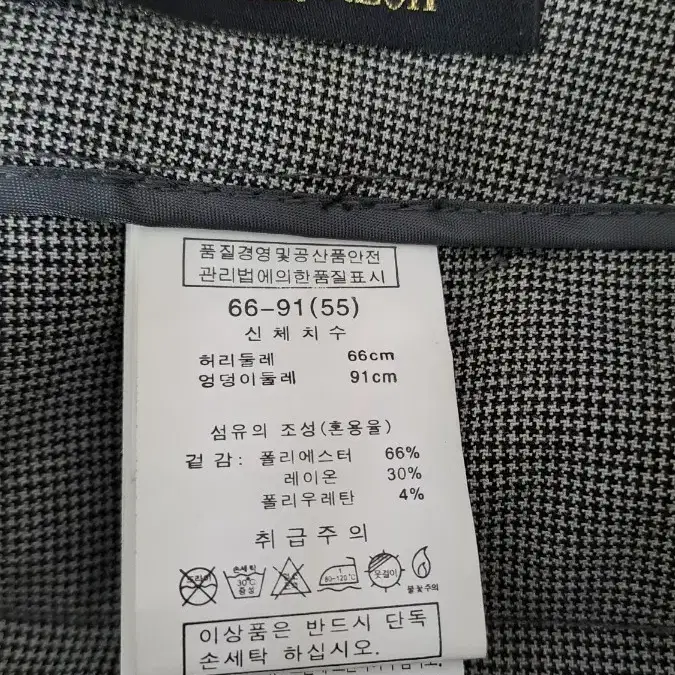 품질경영및공산품안전
관리법에의한품질표시
66-91(55)
신체치수
허리둘레 66cm
엉덩이둘레 91cm
섬유의 조성(혼용율)
겉감: 폴리에스터 66%
레이온 30%
폴리우레탄 4%
취급주의
드라이 손세탁 30℃ 중성 1 80-120℃ 옷걸이 불꽃주의
이상품은 반드시 단독
손세탁 하십시오.